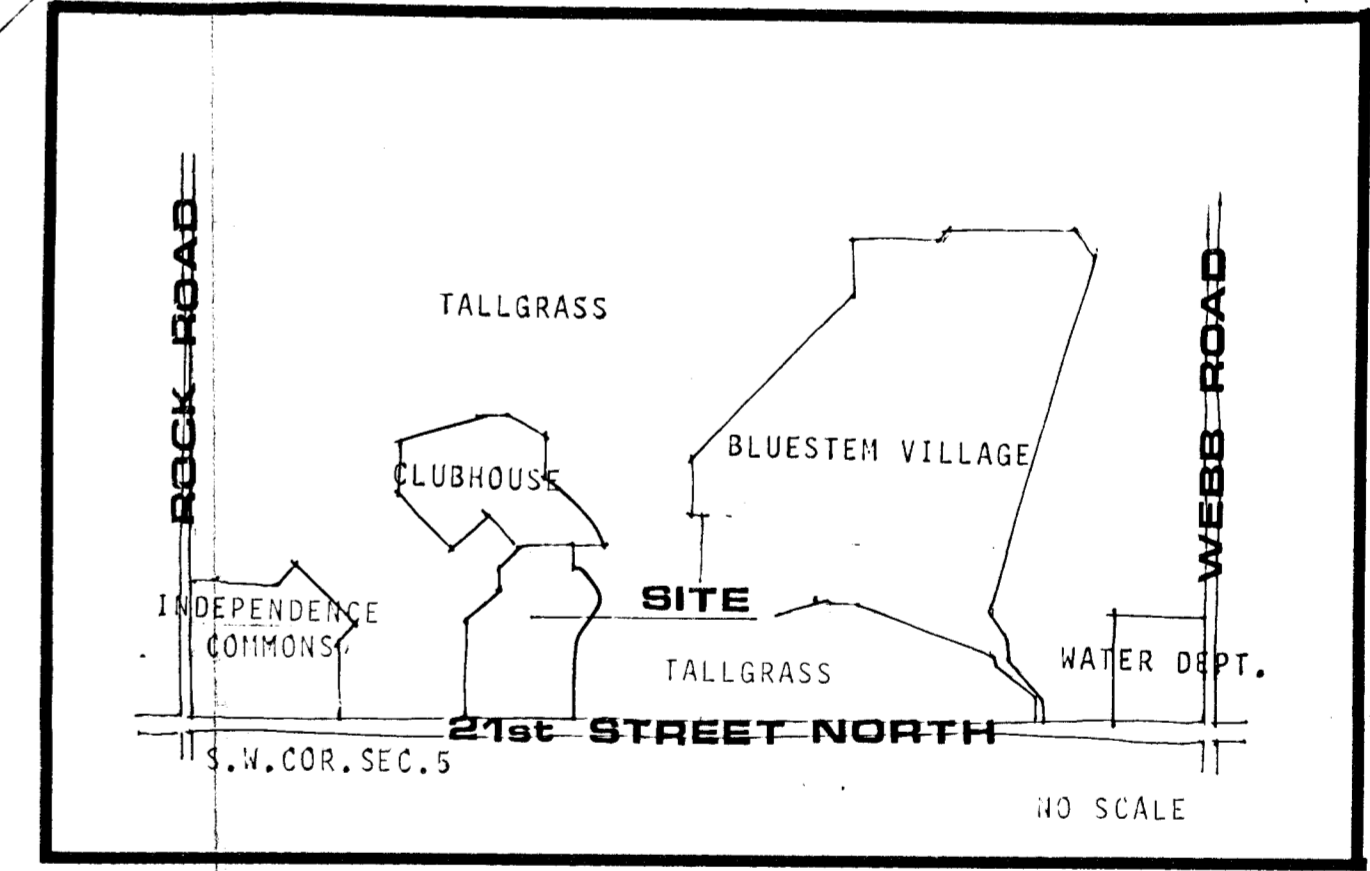 ROCK ROAD
WEBB ROAD
TALLGRASS
BLUESTEM VILLAGE
CLUBHOUSE
SITE
INDEPENDENCE
COMMONS
WATER DEPT.
TALLGRASS
21st STREET NORTH
S.W.COR.SEC.5
NO SCALE